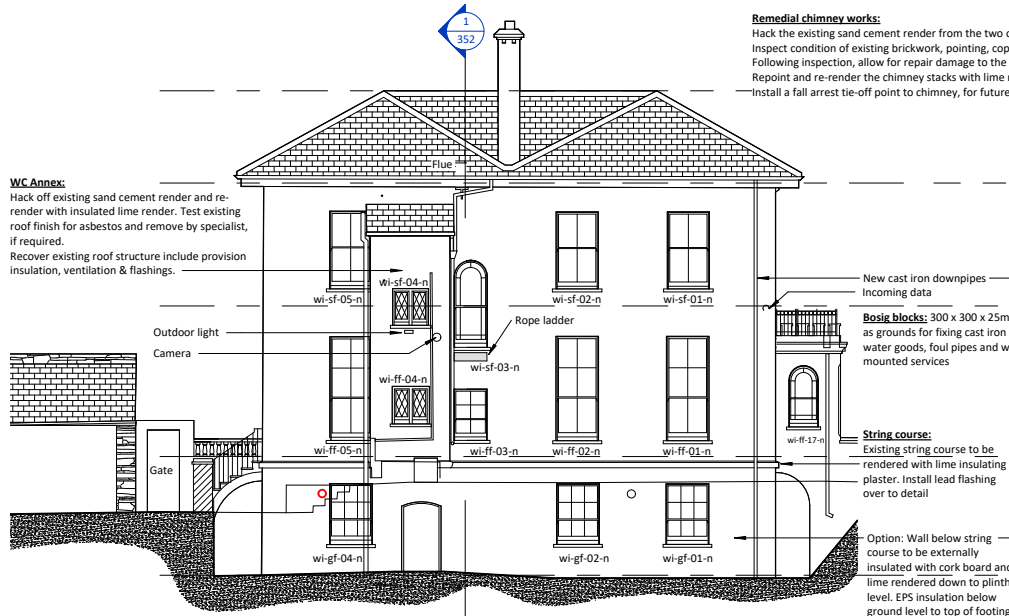 1
352
Remedial chimney works:
Hack the existing sand cement render from the two
Inspect condition of existing brickwork, pointing,
Following inspection, allow for repair damage to the
Repoint and re-render the chimney stacks with lime
Install a fall arrest tie-off point to chimney, for future
Flue
WC Annex:
Hack off existing sand cement render and re-
render with insulated lime render. Test existing
roof finish for asbestos and remove by specialist,
if required.
Recover existing roof structure include provision
insulation, ventilation & flashings.
wi-sf-05-n
wi-sf-04-n
wi-sf-02-n
wi-sf-01-n
New cast iron downpipes
Incoming data
Bosig blocks: 300 x 300 x
as grounds for fixing cast iron
water goods, foul pipes and
mounted services
Outdoor light
Camera
Rope ladder
wi-sf-03-n
wi-ff-04-n
wi-ff-05-n
wi-ff-03-n
wi-ff-02-n
wi-ff-01-n
wi-ff-17-n
Gate
String course:
Existing string course to be
rendered with lime insulating
plaster. Install lead flashing
over to detail
wi-gf-04-n
wi-gf-02-n
wi-gf-01-n
Option: Wall below string
course to be externally
insulated with cork board and
lime rendered down to plinth
level. EPS insulation below
ground level to top of footing